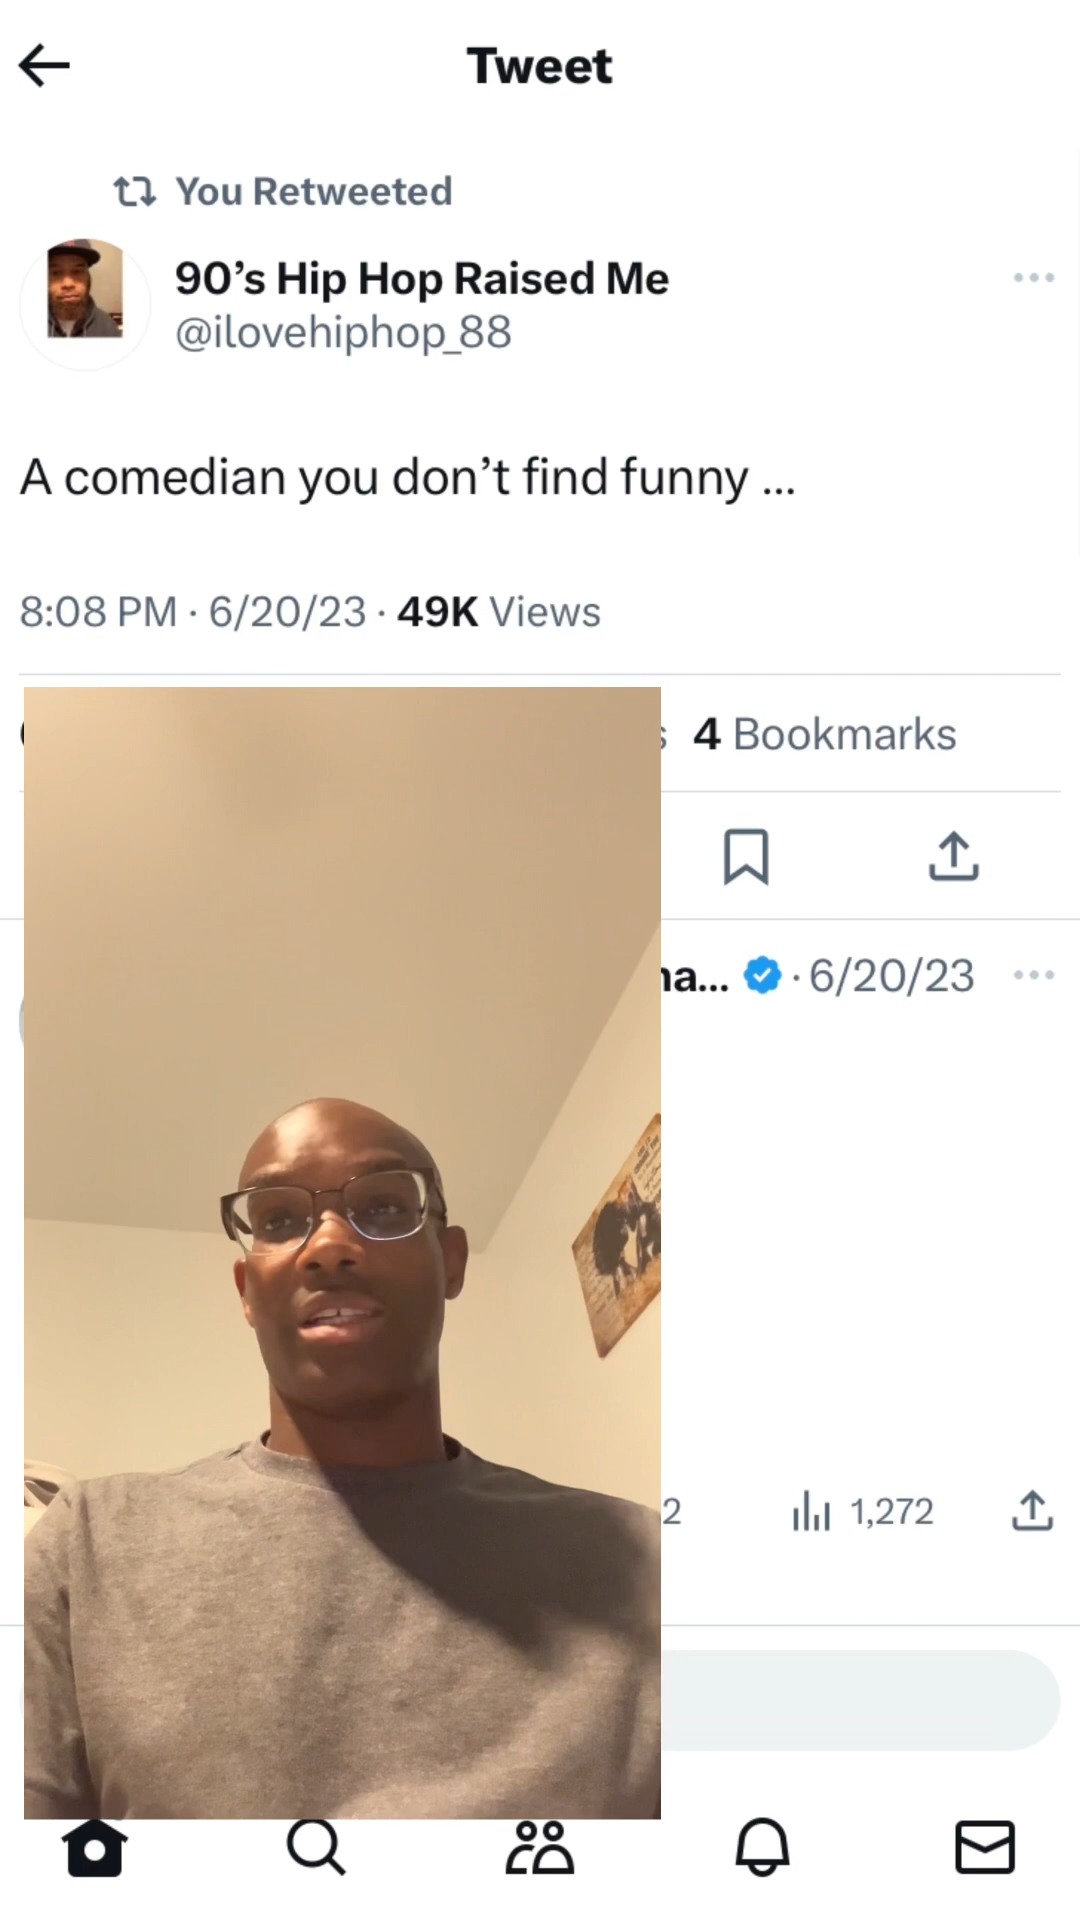 Tweet
You Retweeted
90’s Hip Hop Raised Me
@ilovehiphop_88
A comedian you don’t find funny ...
8:08 PM · 6/20/23 · 49K Views
4 Bookmarks
· 6/20/23
1,272